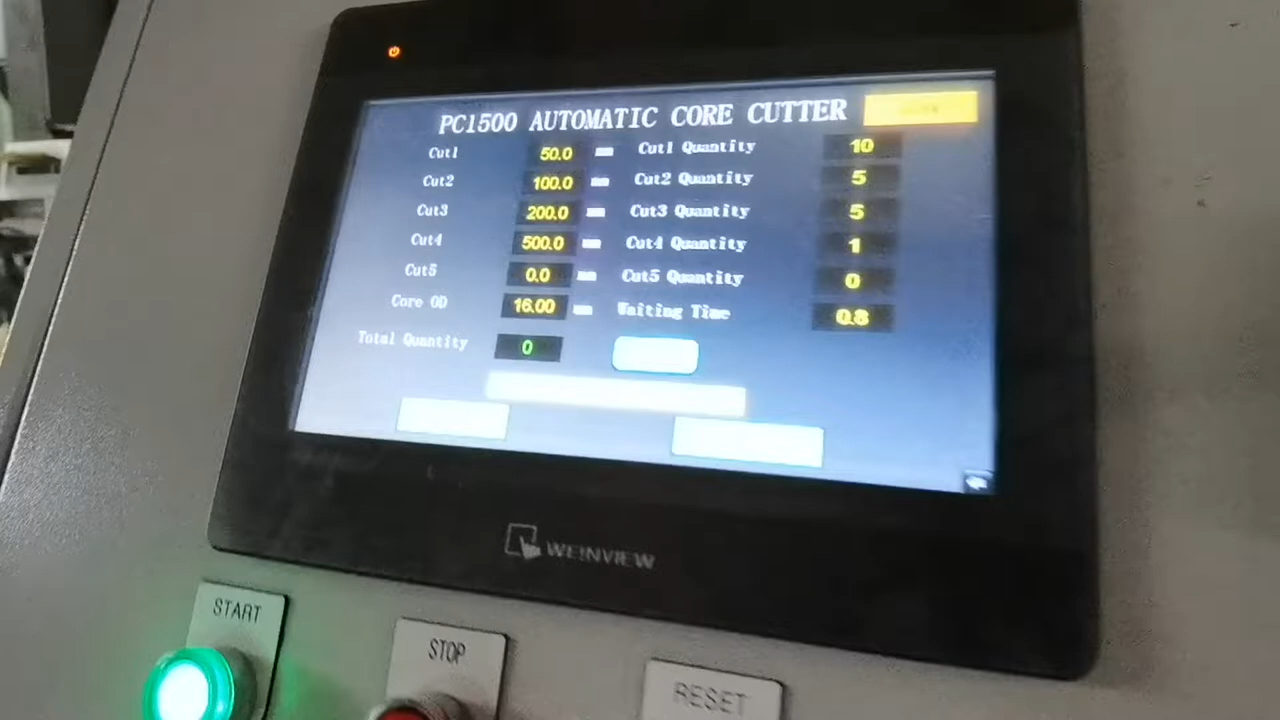 PC1500 AUTOMATIC CORE CUTTER
Cut1 50.0 mm Cut1 Quantity 10
Cut2 100.0 mm Cut2 Quantity 5
Cut3 200.0 mm Cut3 Quantity 5
Cut4 500.0 mm Cut4 Quantity 1
Cut5 0.0 mm Cut5 Quantity 0
Core OD 16.00 mm Waiting Time 0.8
Total Quantity 0
WEINVIEW
START
STOP
RESET